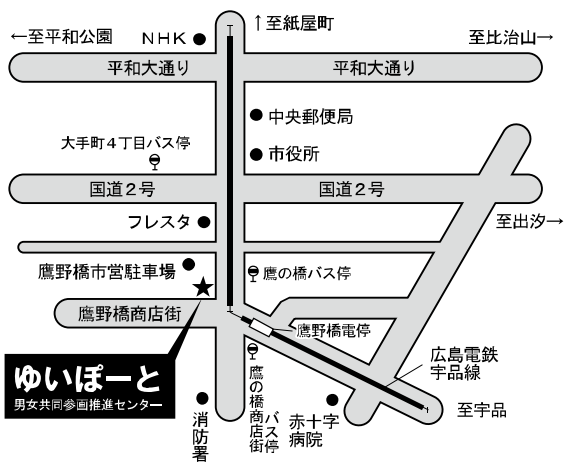 ↑至紙屋町
←至平和公園
NHK
至比治山→
平和大通り
平和大通り
中央郵便局
大手町4丁目バス停
市役所
国道2号
国道2号
フレスタ
至出汐→
鷹野橋市営駐車場
鷹の橋バス停
鷹野橋商店街
鷹野橋電停
広島電鉄
宇品線
ゆいぽーと
男女共同参画推進センター
至宇品
消防署
鷹の橋商店街
バス停
赤十字
病院